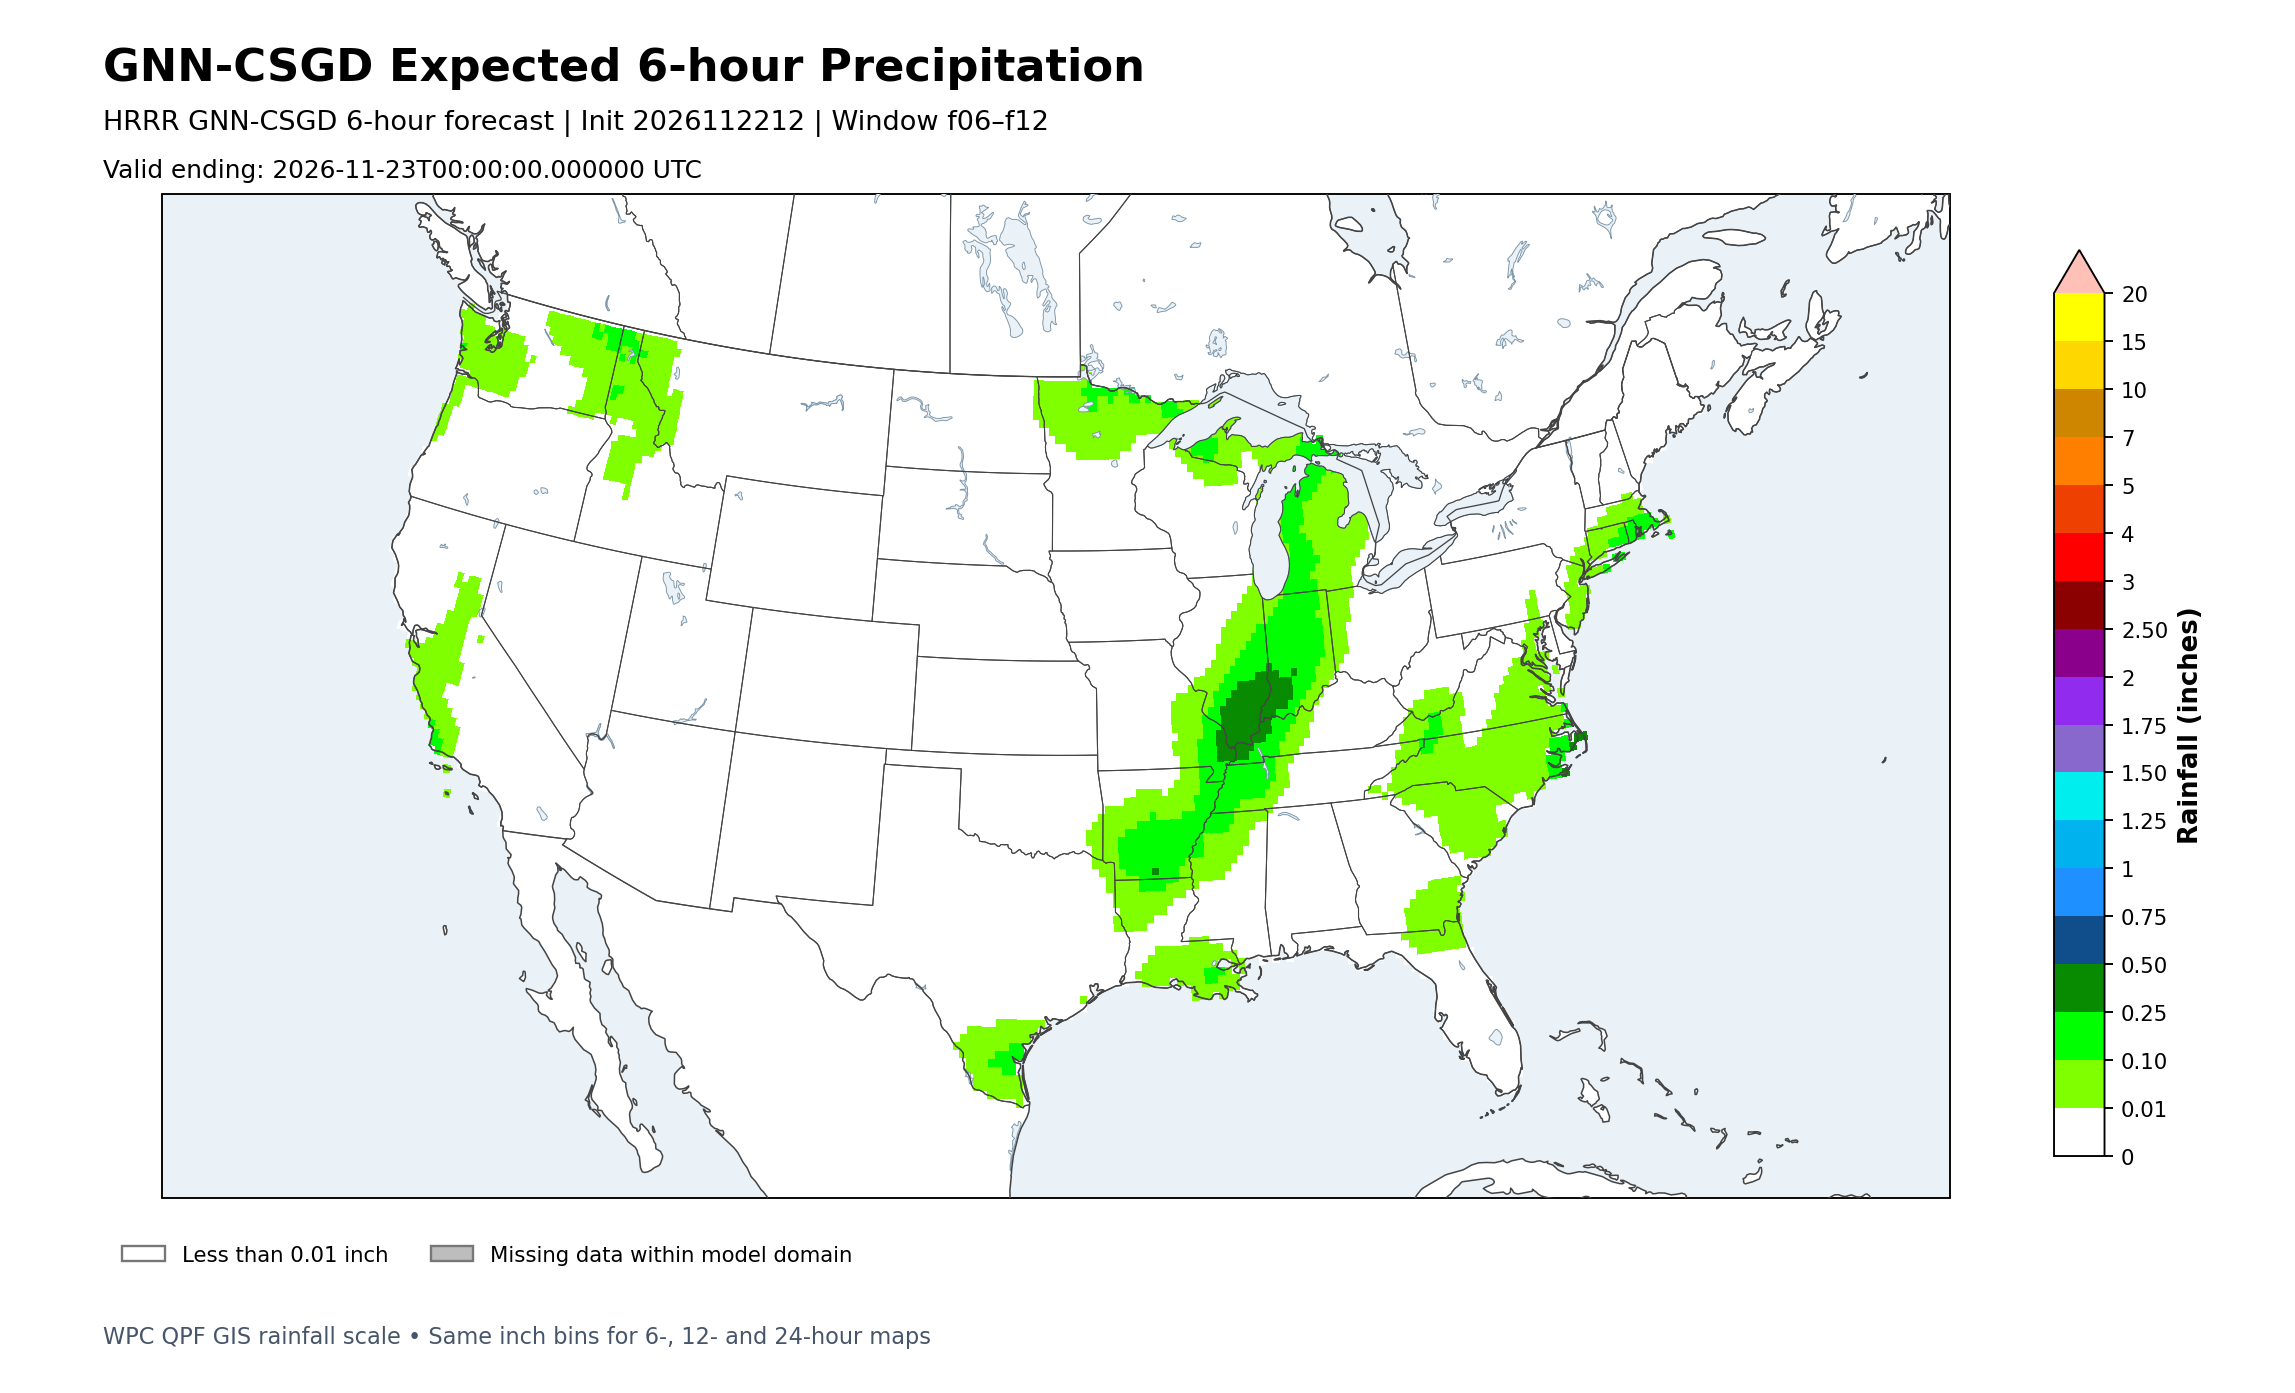 GNN-CSGD Expected 6-hour Precipitation
HRRR GNN-CSGD 6-hour forecast | Init 2026112212 | Window f06–f12
Valid ending: 2026-11-23T00:00:00.000000 UTC
20
15
10
7
5
4
3
2.50
2
1.75
1.50
1.25
1
0.75
0.50
0.25
0.10
0.01
0
Rainfall (inches)
Less than 0.01 inch
Missing data within model domain
WPC QPF GIS rainfall scale • Same inch bins for 6-, 12- and 24-hour maps